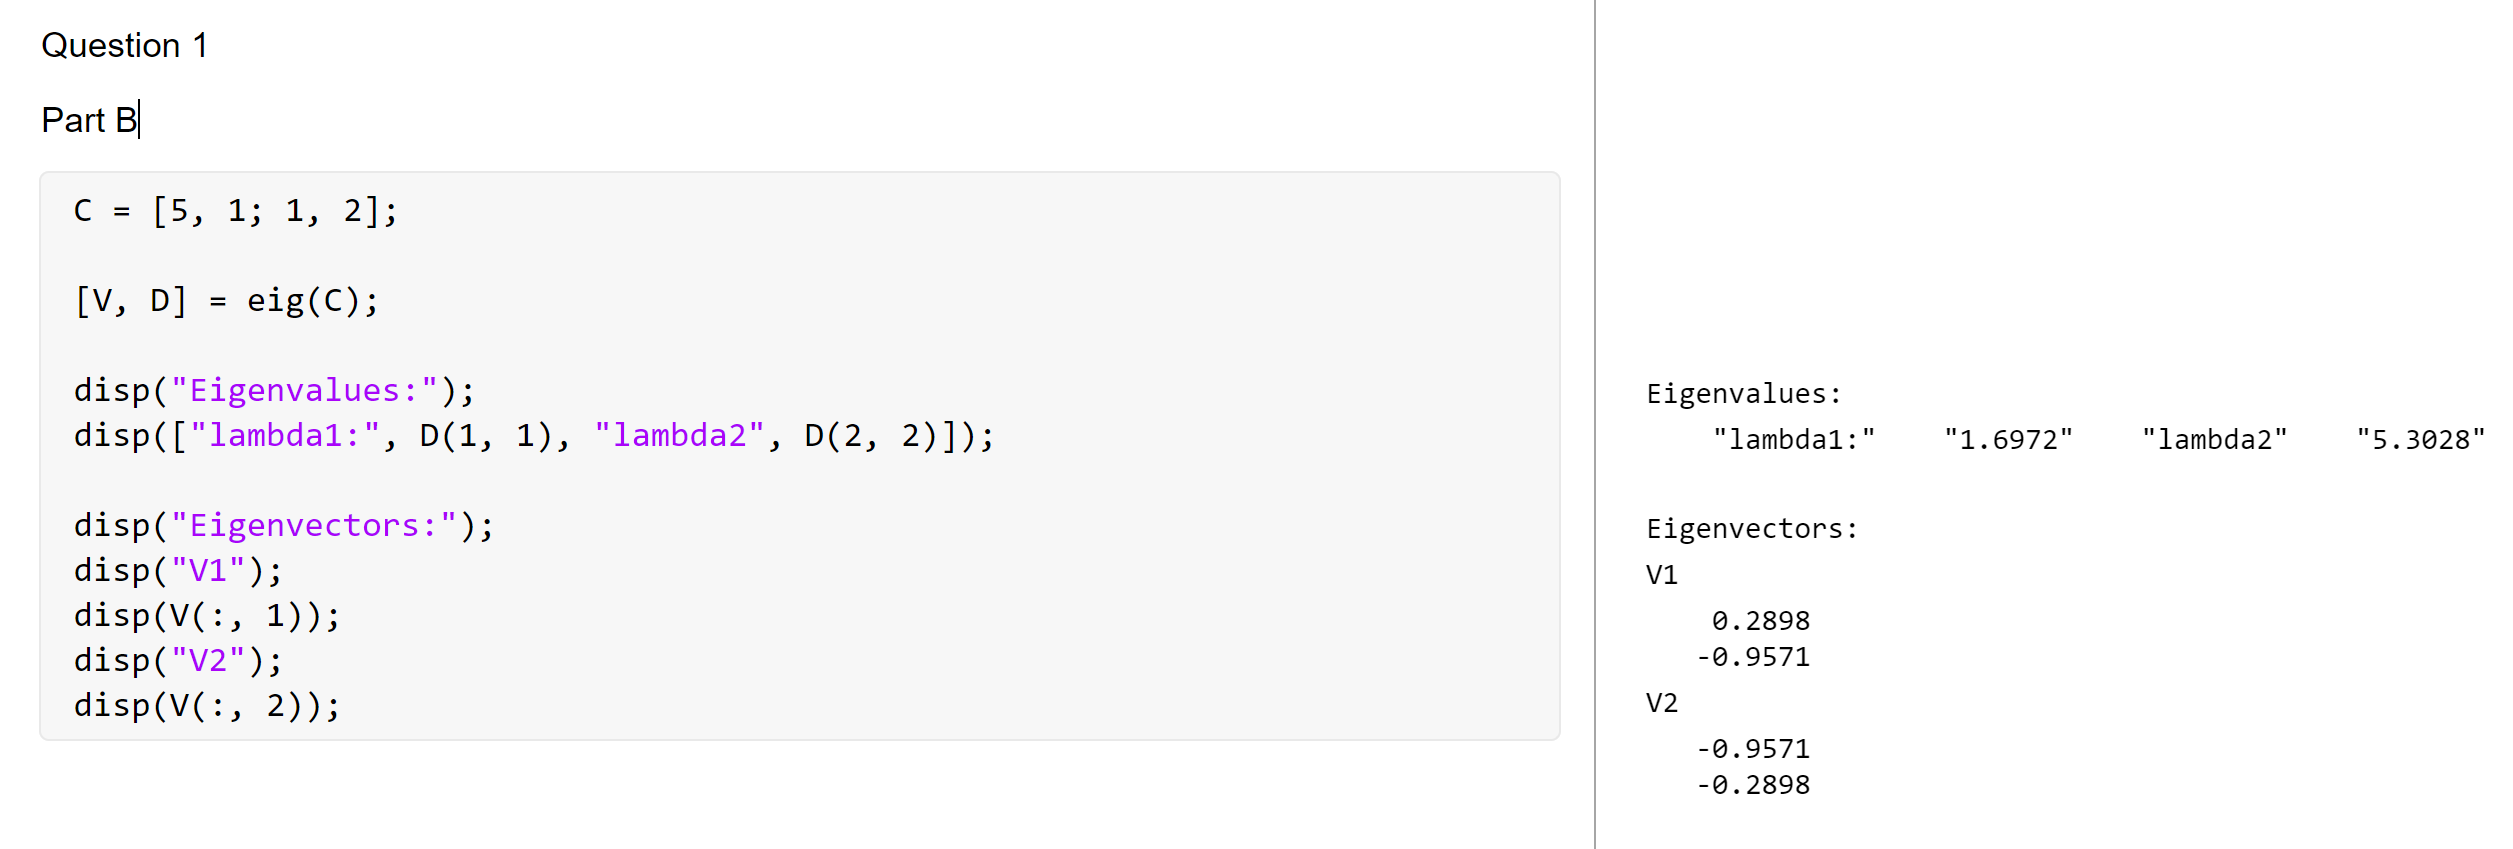 Question 1
Part B
C = [5, 1; 1, 2];
[V, D] = eig(C);
disp("Eigenvalues:");
disp(["lambda1:", D(1, 1), "lambda2", D(2, 2)]);
disp("Eigenvectors:");
disp("V1");
disp(V(:, 1));
disp("V2");
disp(V(:, 2));
Eigenvalues:
"lambda1:" "1.6972" "lambda2" "5.3028"
Eigenvectors:
V1
0.2898
-0.9571
V2
-0.9571
-0.2898